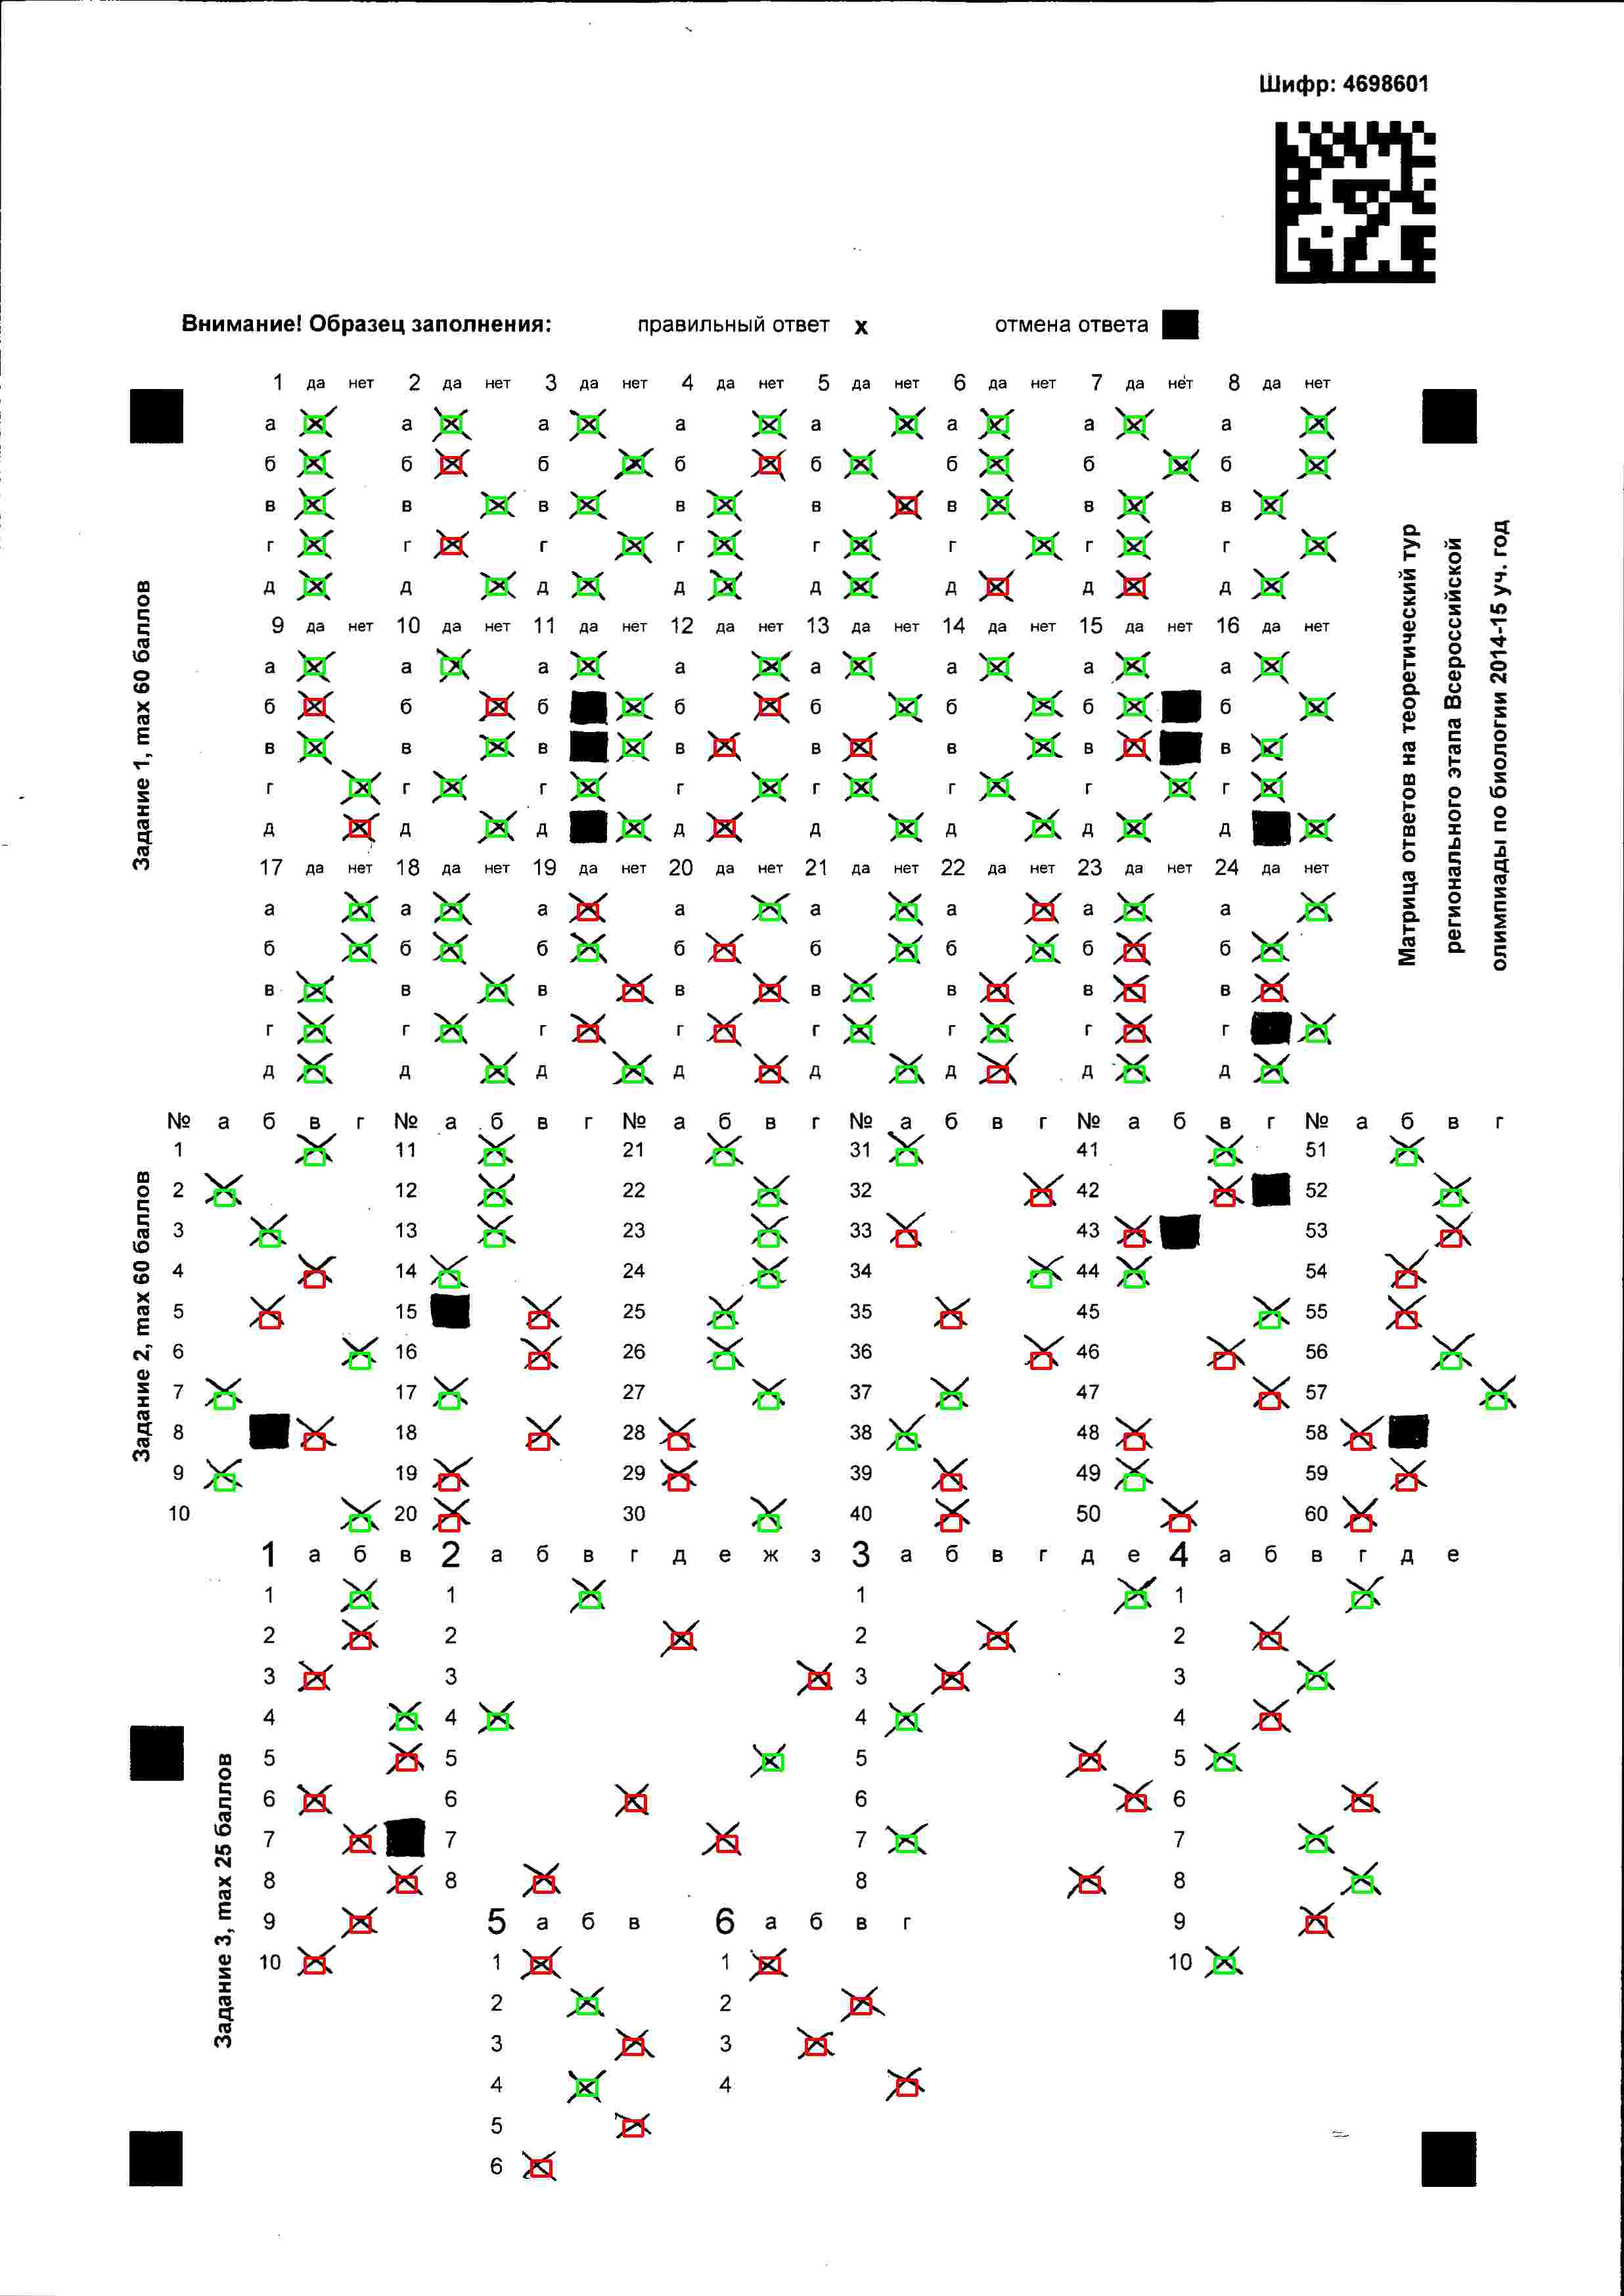 Шифр: 4698601
Внимание! Образец заполнения: правильный ответ х отмена ответа
1 да нет 2 да нет 3 да нет 4 да нет 5 да нет 6 да нет 7 да нет 8 да нет
а а а а а а а а
б б б б б б б б
в в в в в в в в
г г г г г г г г
д д д д д д д д
9 да нет 10 да нет 11 да нет 12 да нет 13 да нет 14 да нет 15 да нет 16 да нет
а а а а а а а а
б б б б б б б б
в в в в в в в в
г г г г г г г г
д д д д д д д д
17 да нет 18 да нет 19 да нет 20 да нет 21 да нет 22 да нет 23 да нет 24 да нет
а а а а а а а а
б б б б б б б б
в в в в в в в в
г г г г г г г г
д д д д д д д д
Задание 1, max 60 баллов
Матрица ответов на теоретический тур
регионального этапа Всероссийской
олимпиады по биологии 2014-15 уч. год
№ а б в г № а б в г № а б в г № а б в г № а б в г № а б в г
1 11 21 31 41 51
2 12 22 32 42 52
3 13 23 33 43 53
4 14 24 34 44 54
5 15 25 35 45 55
6 16 26 36 46 56
7 17 27 37 47 57
8 18 28 38 48 58
9 19 29 39 49 59
10 20 30 40 50 60
Задание 2, max 60 баллов
1 а б в 2 а б в г д е ж з 3 а б в г д е 4 а б в г д е
1 1 1 1
2 2 2 2
3 3 3 3
4 4 4 4
5 5 5 5
6 6 6 6
7 7 7 7
8 8 8 8
9 5 а б в 6 а б в г 9
10 1 1 10
2 2
3 3
4 4
5
6
Задание 3, max 25 баллов